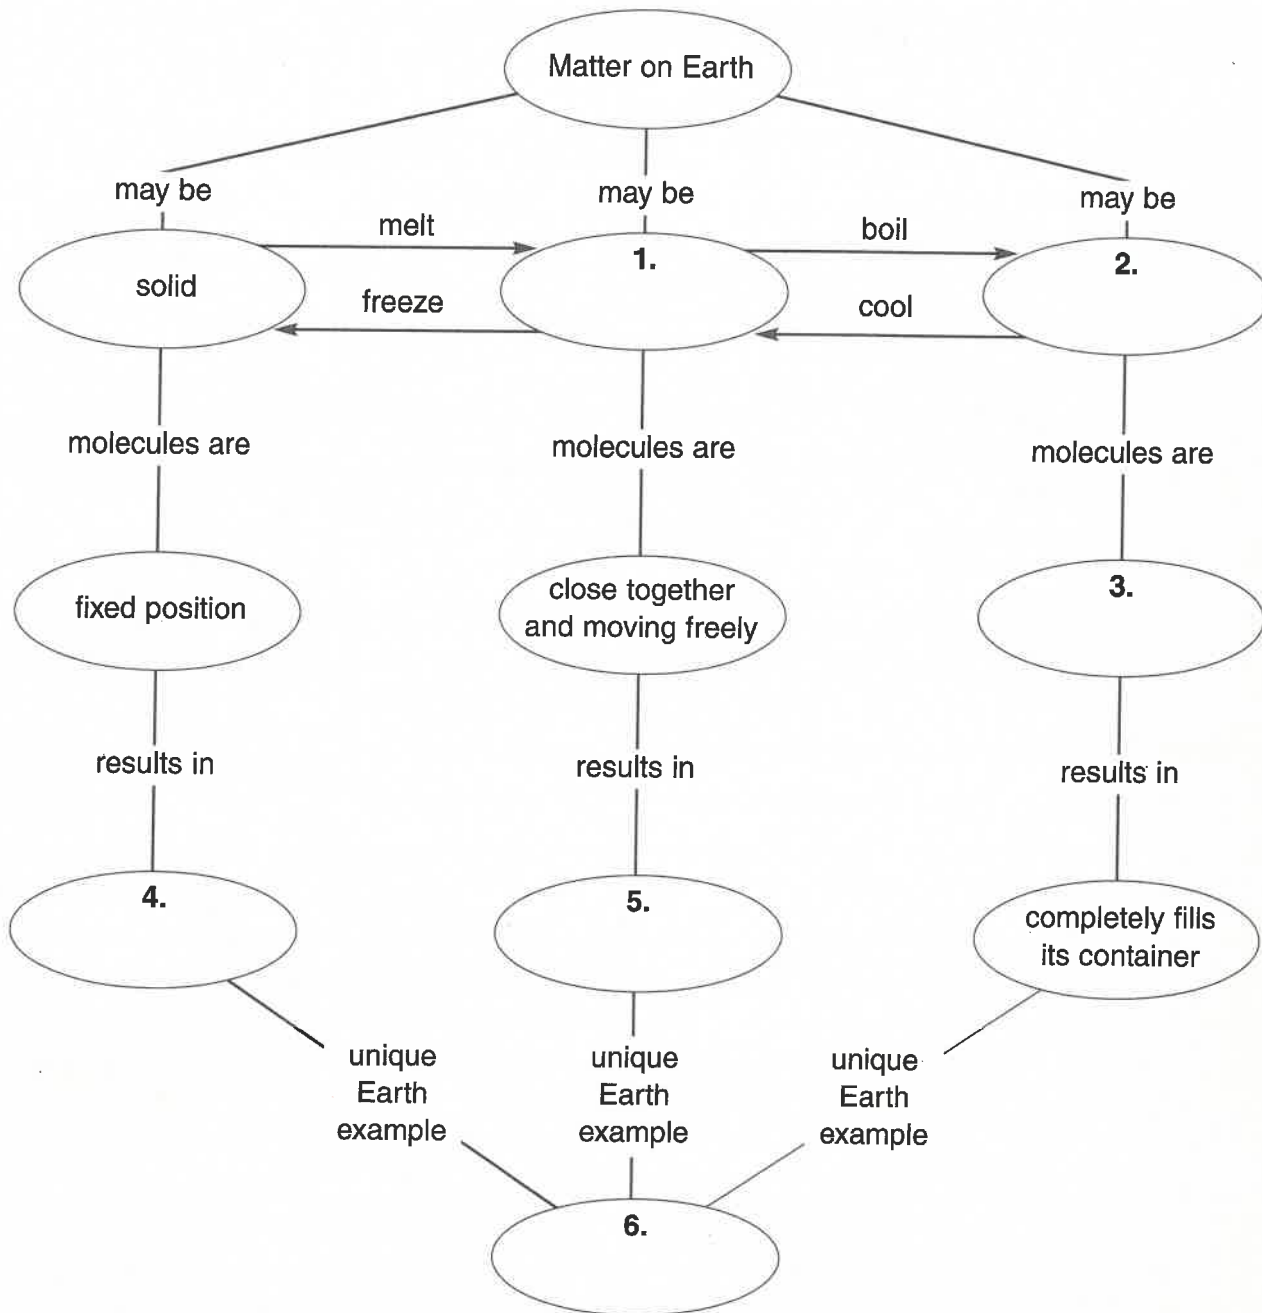 Matter on Earth
may be
may be
may be
melt
boil
solid
1.
2.
freeze
cool
molecules are
molecules are
molecules are
fixed position
close together
and moving freely
3.
results in
results in
results in
4.
5.
completely fills
its container
unique
Earth
example
unique
Earth
example
unique
Earth
example
6.